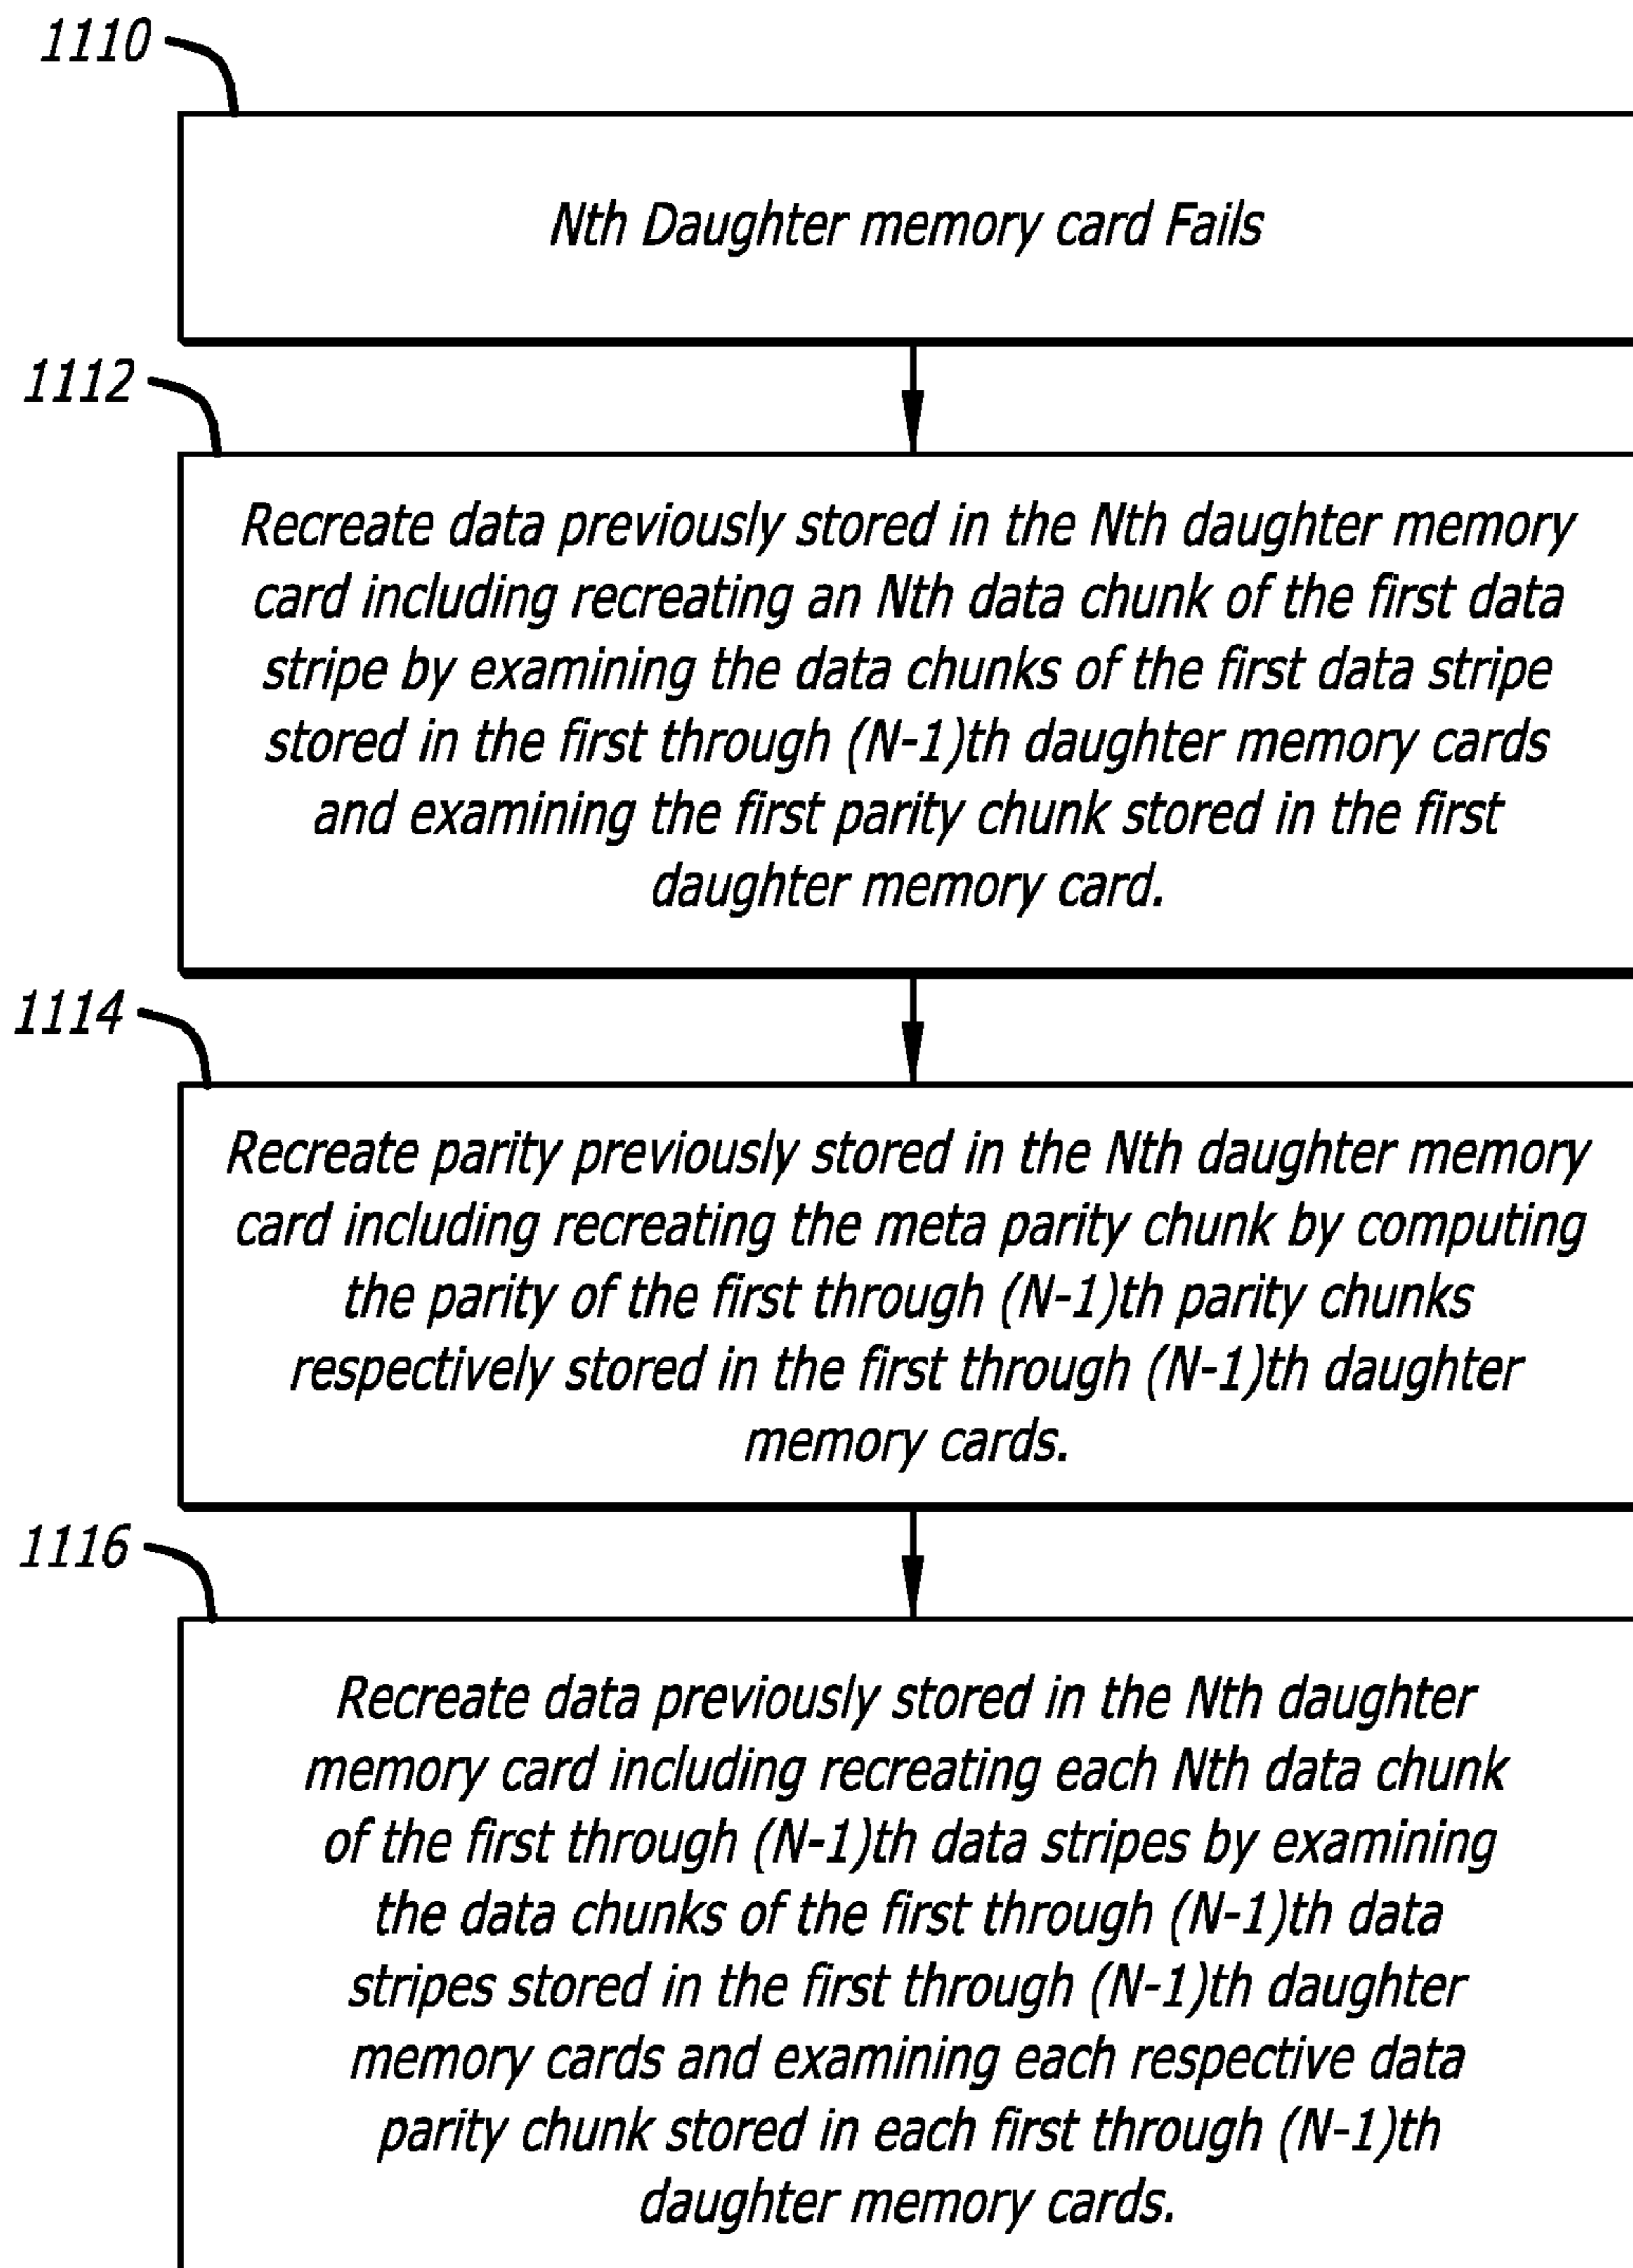 1110
Nth Daughter memory card Fails
1112
Recreate data previously stored in the Nth daughter memory
card including recreating an Nth data chunk of the first data
stripe by examining the data chunks of the first data stripe
stored in the first through (N-1)th daughter memory cards
and examining the first parity chunk stored in the first
daughter memory card.
1114
Recreate parity previously stored in the Nth daughter memory
card including recreating the meta parity chunk by computing
the parity of the first through (N-1)th parity chunks
respectively stored in the first through (N-1)th daughter
memory cards.
1116
Recreate data previously stored in the Nth daughter
memory card including recreating each Nth data chunk
of the first through (N-1)th data stripes by examining
the data chunks of the first through (N-1)th data
stripes stored in the first through (N-1)th daughter
memory cards and examining each respective data
parity chunk stored in each first through (N-1)th
daughter memory cards.